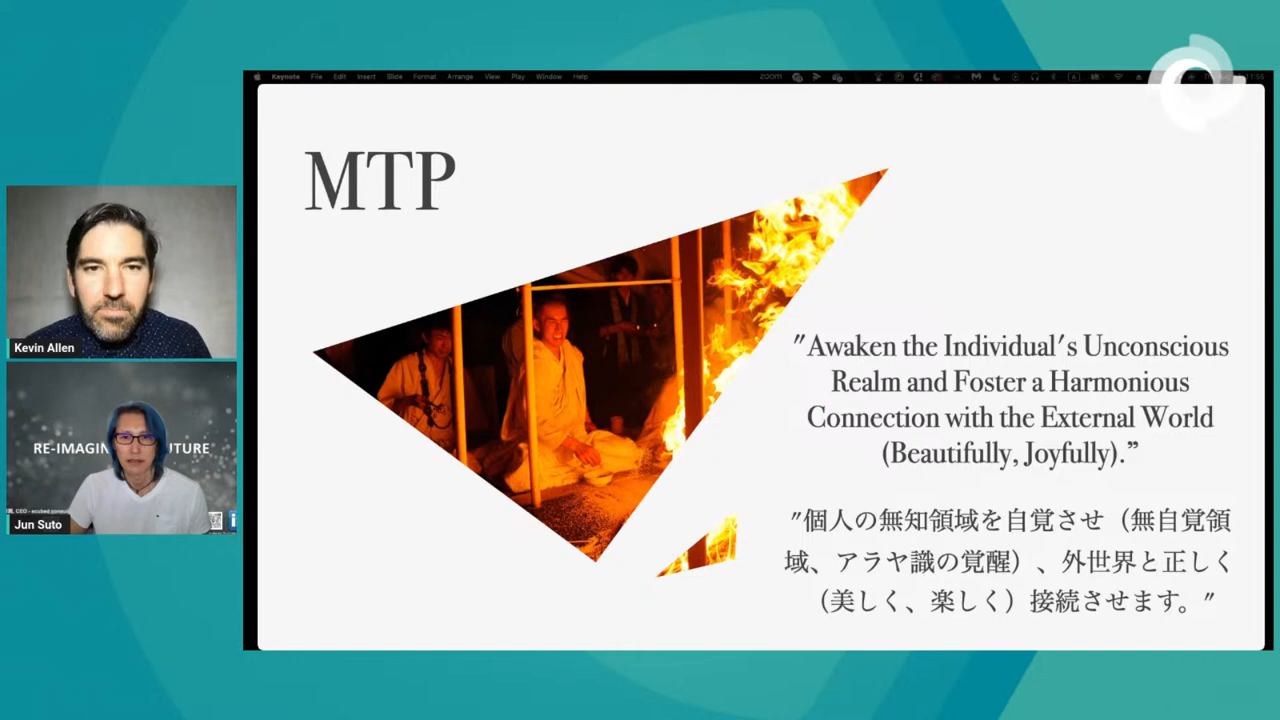 Keynote File Edit Insert Slide Format Arrange View Play Window Help
zoom
MTP
"Awaken the Individual's Unconscious
Realm and Foster a Harmonious
Connection with the External World
(Beautifully, Joyfully).”
"個人の無知領域を自覚させ（無自覚領
域、アラヤ識の覚醒）、外世界と正しく
（美しく、楽しく）接続させます。"
Kevin Allen
RE-IMAGIN UTURE
Jun Suto